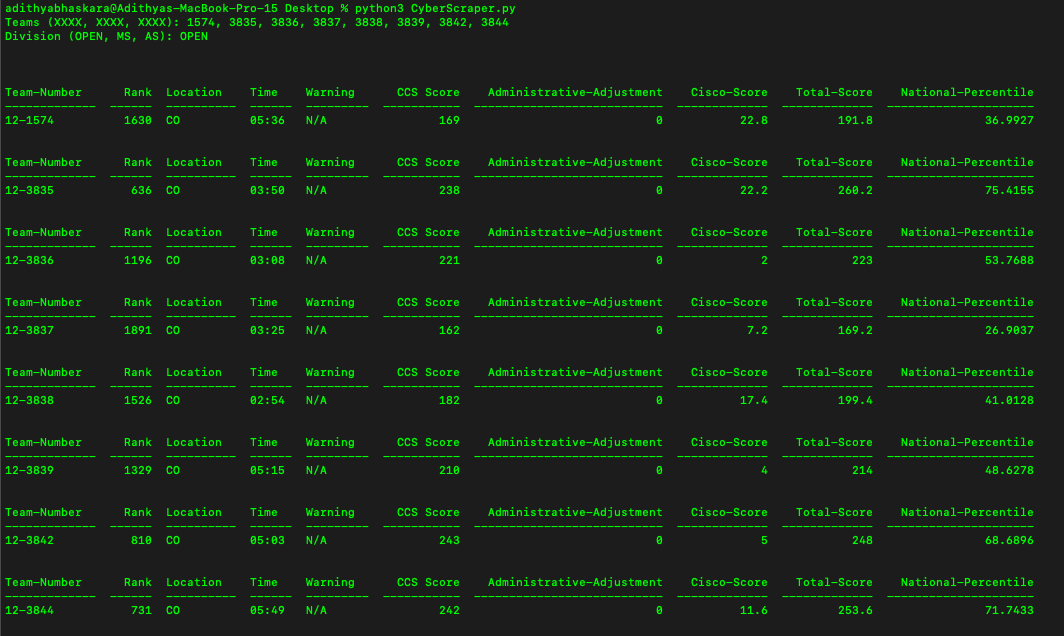 adithyabhaskara@Adithyas-MacBook-Pro-15 Desktop % python3 CyberScraper.py
Teams (XXXX, XXXX, XXXX): 1574, 3835, 3836, 3837, 3838, 3839, 3842, 3844
Division (OPEN, MS, AS): OPEN
Team-Number Rank Location Time Warning CCS Score Administrative-Adjustment Cisco-Score Total-Score National-Percentile
------------- ------ ---------- ------ --------- ----------- --------------------------- ------------- ------------- ---------------------
12-1574 1630 CO 05:36 N/A 169 0 22.8 191.8 36.9927
Team-Number Rank Location Time Warning CCS Score Administrative-Adjustment Cisco-Score Total-Score National-Percentile
------------- ------ ---------- ------ --------- ----------- --------------------------- ------------- ------------- ---------------------
12-3835 636 CO 03:50 N/A 238 0 22.2 260.2 75.4155
Team-Number Rank Location Time Warning CCS Score Administrative-Adjustment Cisco-Score Total-Score National-Percentile
------------- ------ ---------- ------ --------- ----------- --------------------------- ------------- ------------- ---------------------
12-3836 1196 CO 03:08 N/A 221 0 2 223 53.7688
Team-Number Rank Location Time Warning CCS Score Administrative-Adjustment Cisco-Score Total-Score National-Percentile
------------- ------ ---------- ------ --------- ----------- --------------------------- ------------- ------------- ---------------------
12-3837 1891 CO 03:25 N/A 162 0 7.2 169.2 26.9037
Team-Number Rank Location Time Warning CCS Score Administrative-Adjustment Cisco-Score Total-Score National-Percentile
------------- ------ ---------- ------ --------- ----------- --------------------------- ------------- ------------- ---------------------
12-3838 1526 CO 02:54 N/A 182 0 17.4 199.4 41.0128
Team-Number Rank Location Time Warning CCS Score Administrative-Adjustment Cisco-Score Total-Score National-Percentile
------------- ------ ---------- ------ --------- ----------- --------------------------- ------------- ------------- ---------------------
12-3839 1329 CO 05:15 N/A 210 0 4 214 48.6278
Team-Number Rank Location Time Warning CCS Score Administrative-Adjustment Cisco-Score Total-Score National-Percentile
------------- ------ ---------- ------ --------- ----------- --------------------------- ------------- ------------- ---------------------
12-3842 810 CO 05:03 N/A 243 0 5 248 68.6896
Team-Number Rank Location Time Warning CCS Score Administrative-Adjustment Cisco-Score Total-Score National-Percentile
------------- ------ ---------- ------ --------- ----------- --------------------------- ------------- ------------- ---------------------
12-3844 731 CO 05:49 N/A 242 0 11.6 253.6 71.7433